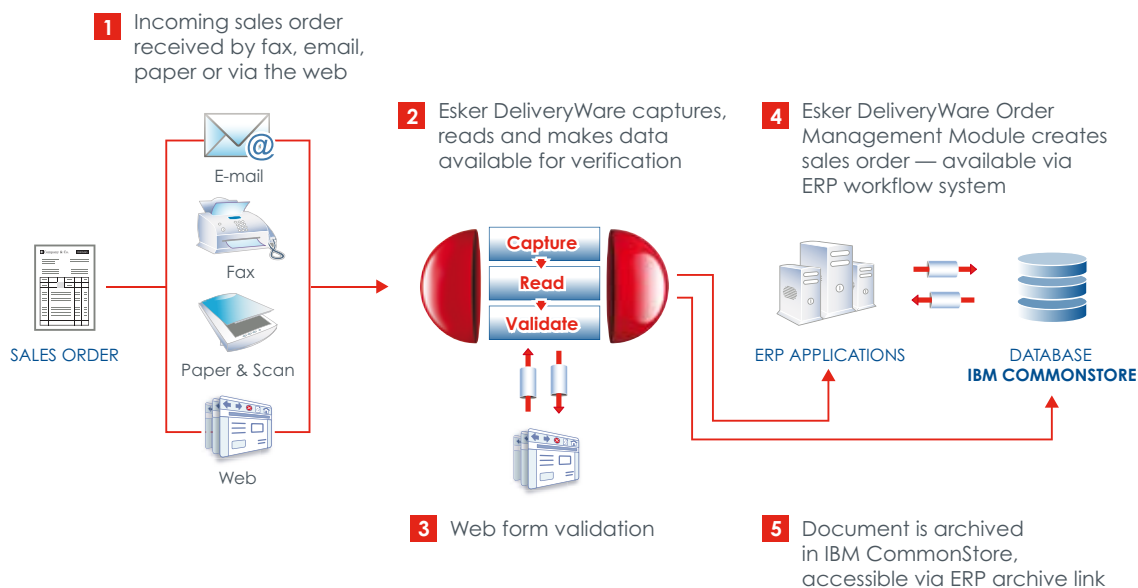 1 Incoming sales order
received by fax, email,
paper or via the web
E-mail
Fax
Paper & Scan
Web
SALES ORDER
2 Esker DeliveryWare captures,
reads and makes data
available for verification
Capture
Read
Validate
3 Web form validation
4 Esker DeliveryWare Order
Management Module creates
sales order — available via
ERP workflow system
ERP APPLICATIONS
DATABASE
IBM COMMONSTORE
5 Document is archived
in IBM CommonStore,
accessible via ERP archive link